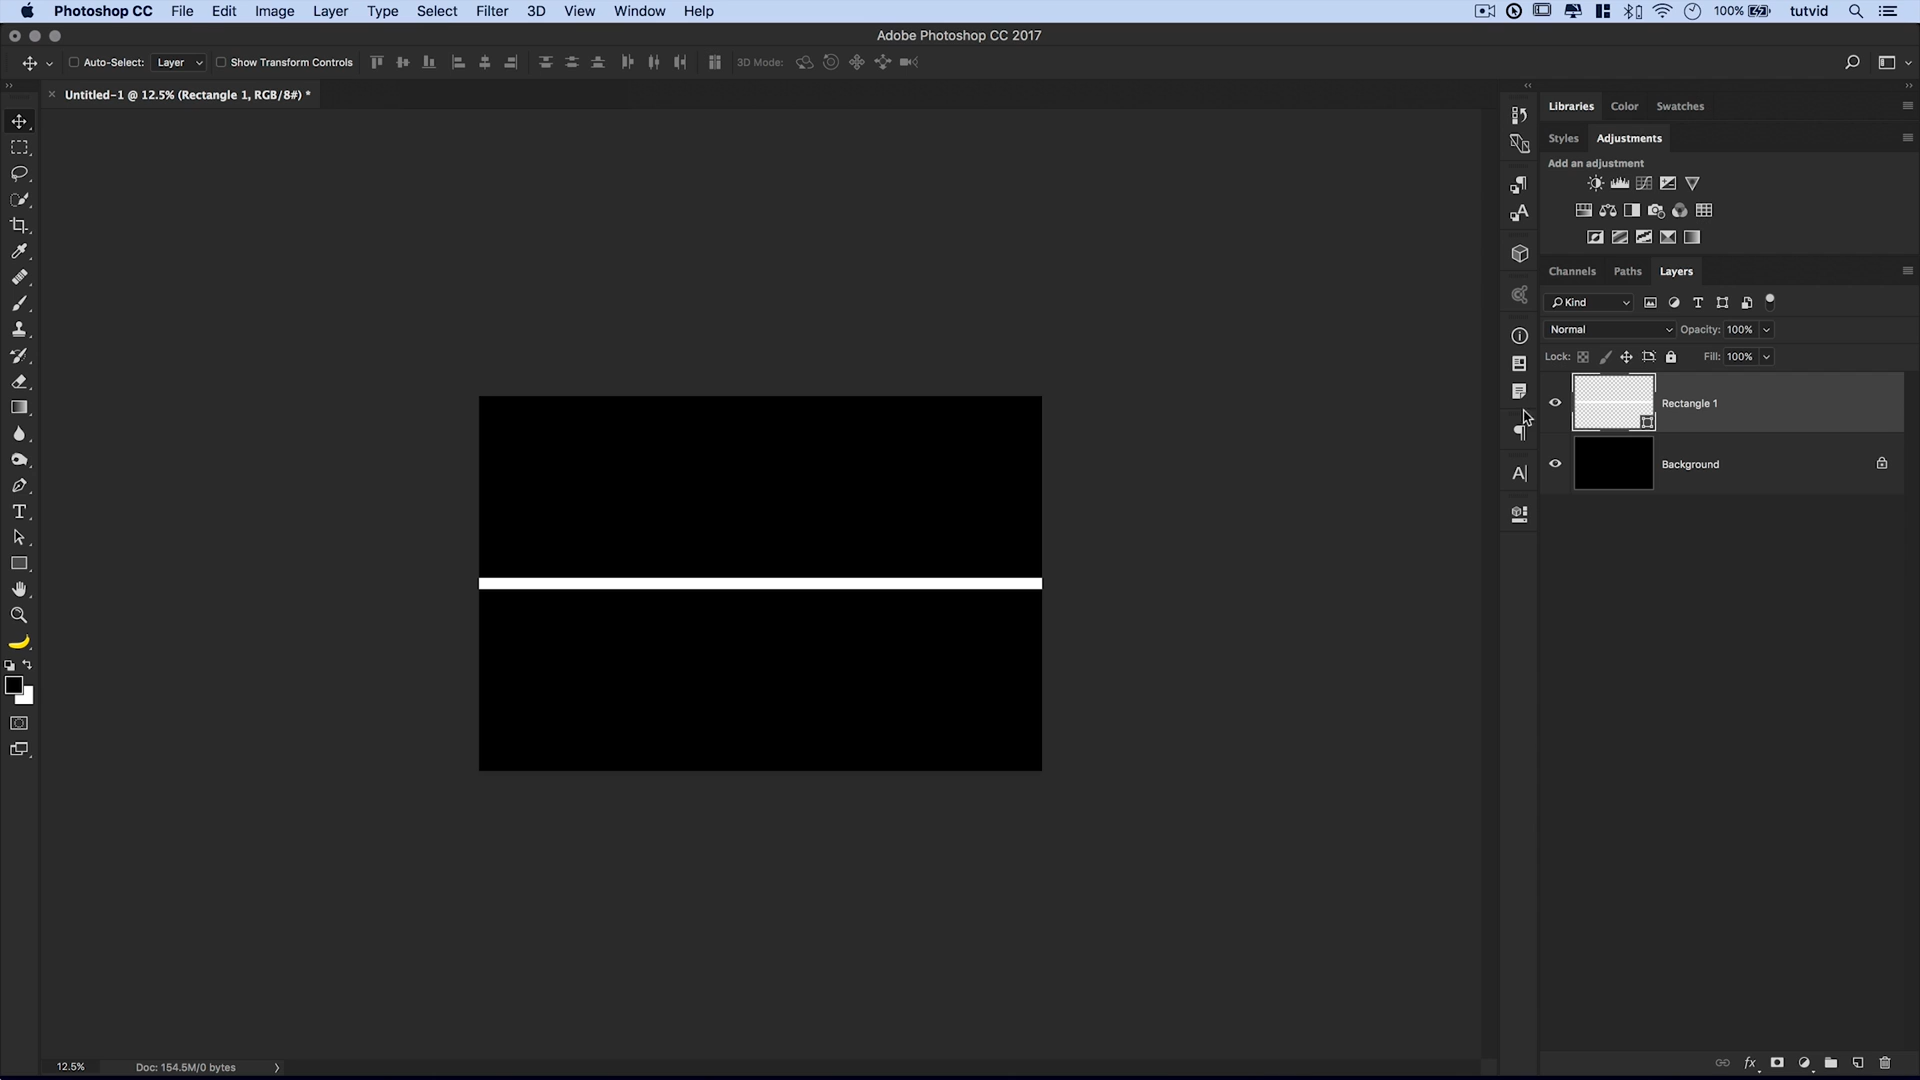 Photoshop CC File Edit Image Layer Type Select Filter 3D View Window Help 100% tutvid
Adobe Photoshop CC 2017
Auto-Select: Layer Show Transform Controls 3D Mode:
Untitled-1 @ 12.5% (Rectangle 1, RGB/8#) *
Libraries Color Swatches
Styles Adjustments
Add an adjustment
Channels Paths Layers
Kind
Normal Opacity: 100%
Lock: Fill: 100%
Rectangle 1
Background
12.5% Doc: 154.5M/0 bytes